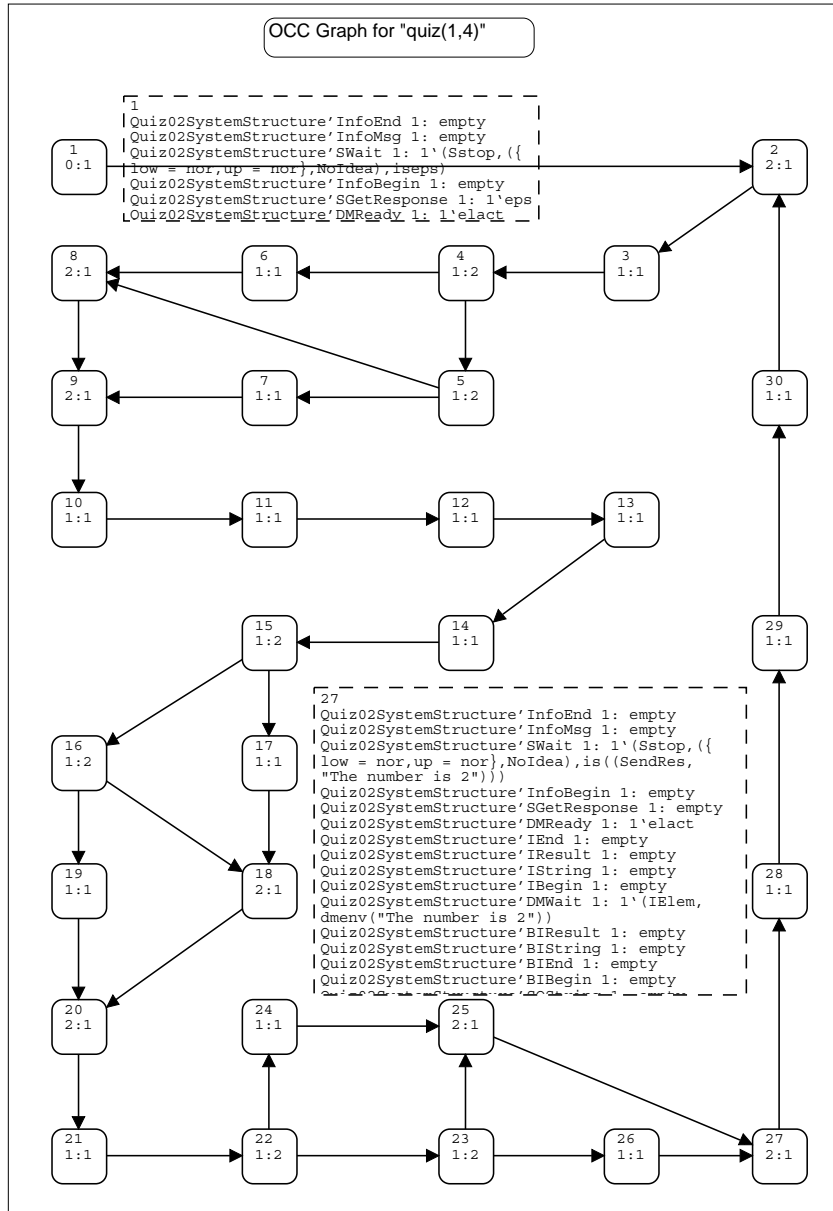 OCC Graph for "quiz(1,4)"
1
Quiz02SystemStructure’InfoEnd 1: empty
Quiz02SystemStructure’InfoMsg 1: empty
Quiz02SystemStructure’SWait 1: 1‘(Sstop,({
low = nor,up = nor},NoIdea),iseps)
Quiz02SystemStructure’InfoBegin 1: empty
Quiz02SystemStructure’SGetResponse 1: 1‘eps
Quiz02SystemStructure’DMReady 1: 1‘elact
1
0:1
2
2:1
8
2:1
6
1:1
4
1:2
3
1:1
9
2:1
7
1:1
5
1:2
30
1:1
10
1:1
11
1:1
12
1:1
13
1:1
15
1:2
14
1:1
29
1:1
27
Quiz02SystemStructure’InfoEnd 1: empty
Quiz02SystemStructure’InfoMsg 1: empty
Quiz02SystemStructure’SWait 1: 1‘(Sstop,({
low = nor,up = nor},NoIdea),is((SendRes,
"The number is 2")))
Quiz02SystemStructure’InfoBegin 1: empty
Quiz02SystemStructure’SGetResponse 1: empty
Quiz02SystemStructure’DMReady 1: 1‘elact
Quiz02SystemStructure’IEnd 1: empty
Quiz02SystemStructure’IResult 1: empty
Quiz02SystemStructure’IString 1: empty
Quiz02SystemStructure’IBegin 1: empty
Quiz02SystemStructure’DMWait 1: 1‘(IElem,
dmenv("The number is 2"))
Quiz02SystemStructure’BIResult 1: empty
Quiz02SystemStructure’BIString 1: empty
Quiz02SystemStructure’BIEnd 1: empty
Quiz02SystemStructure’BIBegin 1: empty
16
1:2
17
1:1
19
1:1
18
2:1
28
1:1
20
2:1
24
1:1
25
2:1
21
1:1
22
1:2
23
1:2
26
1:1
27
2:1